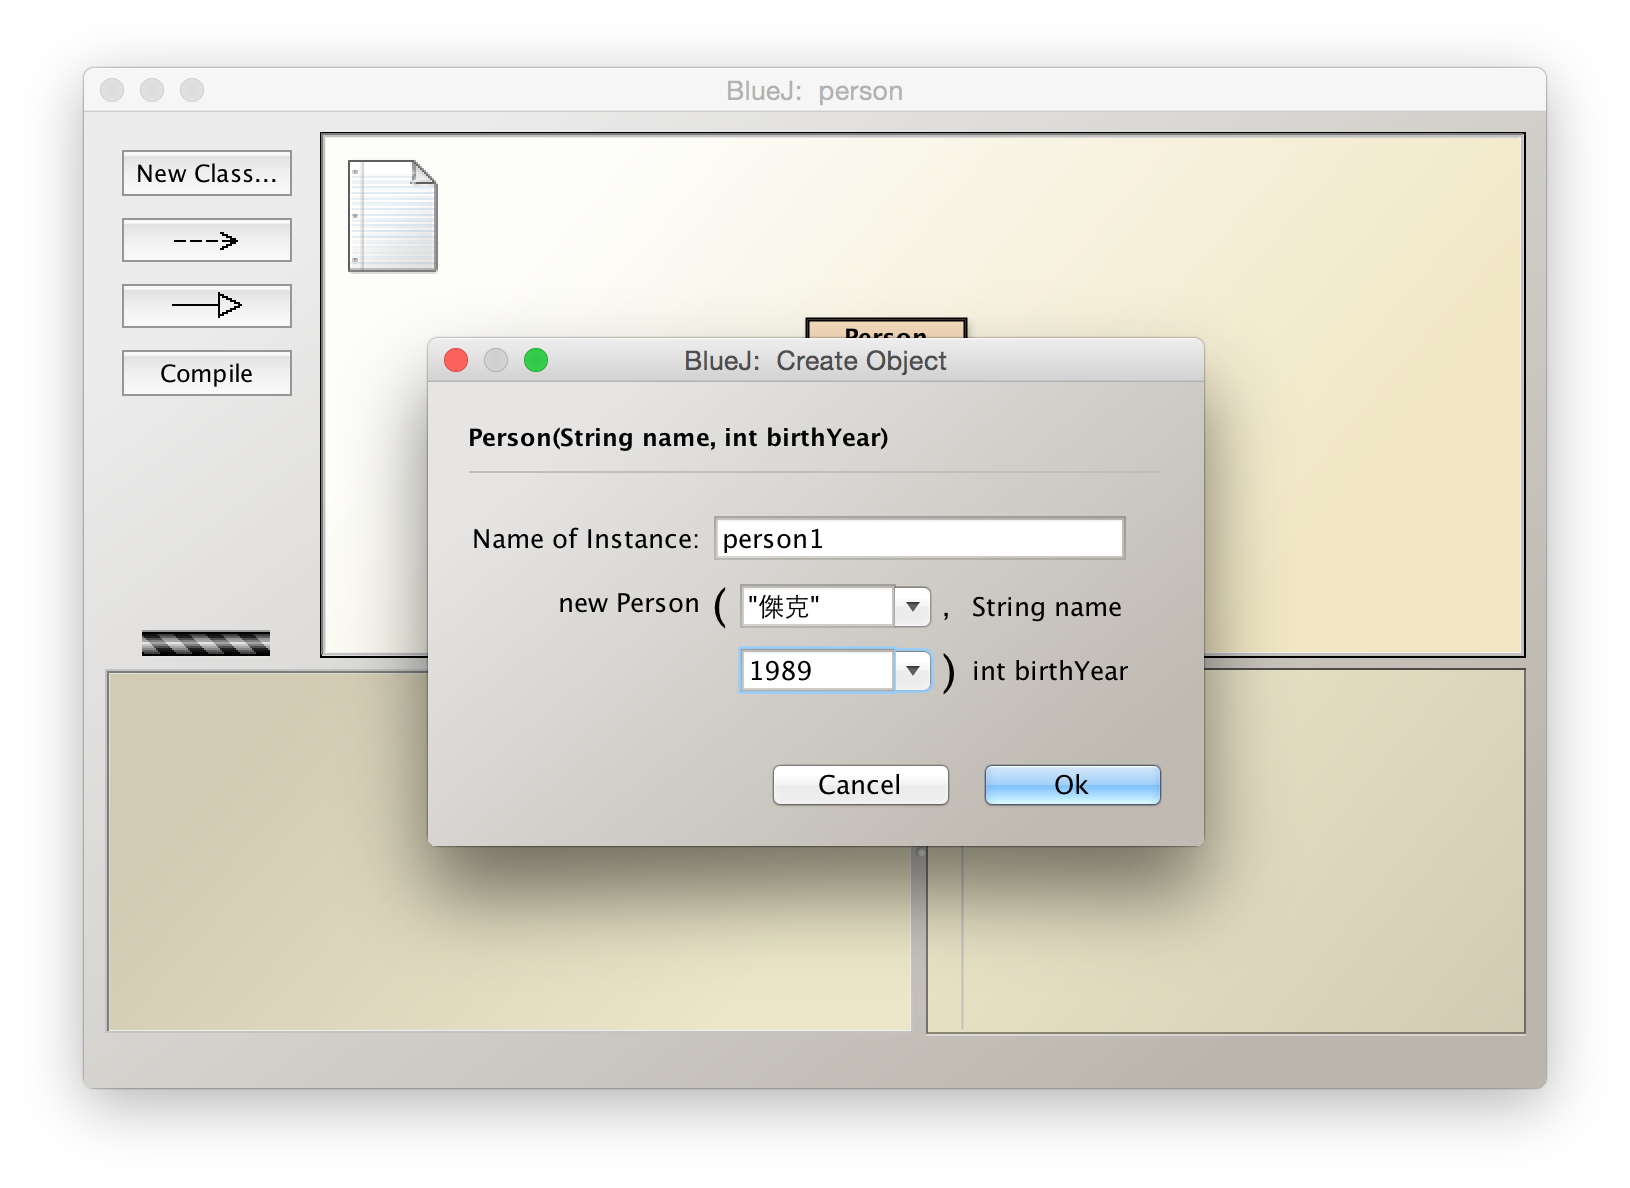 BlueJ:  person
New Class...
Compile
Person
BlueJ:  Create Object
Person(String name, int birthYear)
Name of Instance: person1
new Person ( "傑克" , String name
1989 ) int birthYear
Cancel Ok